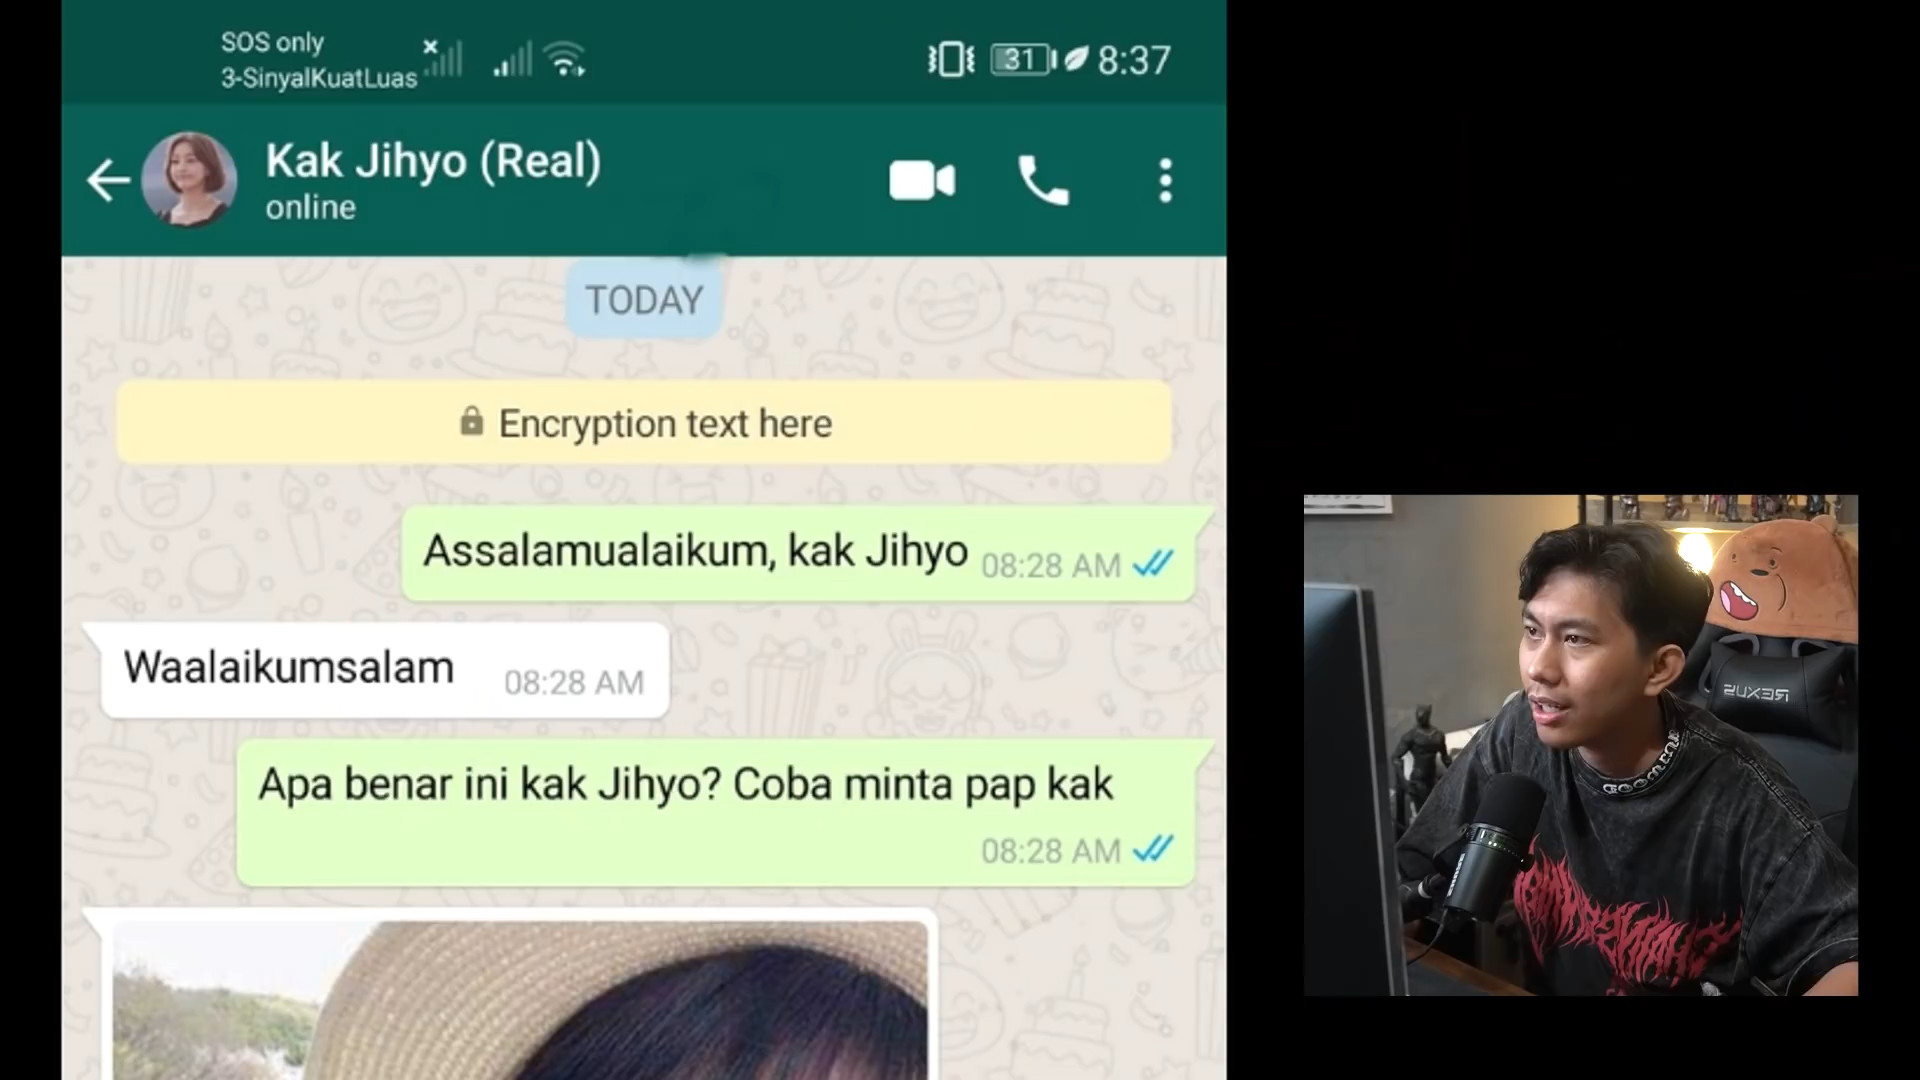 SOS only
3-SinyalKuatLuas
31
8:37
Kak Jihyo (Real)
online
TODAY
Encryption text here
Assalamualaikum, kak Jihyo 08:28 AM
Waalaikumsalam 08:28 AM
Apa benar ini kak Jihyo? Coba minta pap kak
08:28 AM
REXUS